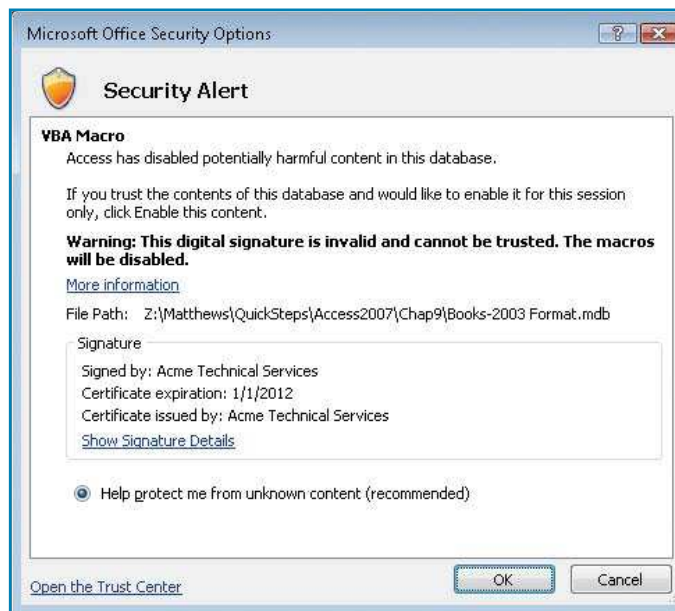 Microsoft Office Security Options
?
Security Alert
VBA Macro
Access has disabled potentially harmful content in this database.
If you trust the contents of this database and would like to enable it for this session
only, click Enable this content.
Warning: This digital signature is invalid and cannot be trusted. The macros
will be disabled.
More information
File Path: Z:\Matthews\QuickSteps\Access2007\Chap9\Books-2003 Format.mdb
Signature
Signed by: Acme Technical Services
Certificate expiration: 1/1/2012
Certificate issued by: Acme Technical Services
Show Signature Details
Help protect me from unknown content (recommended)
Open the Trust Center
OK
Cancel